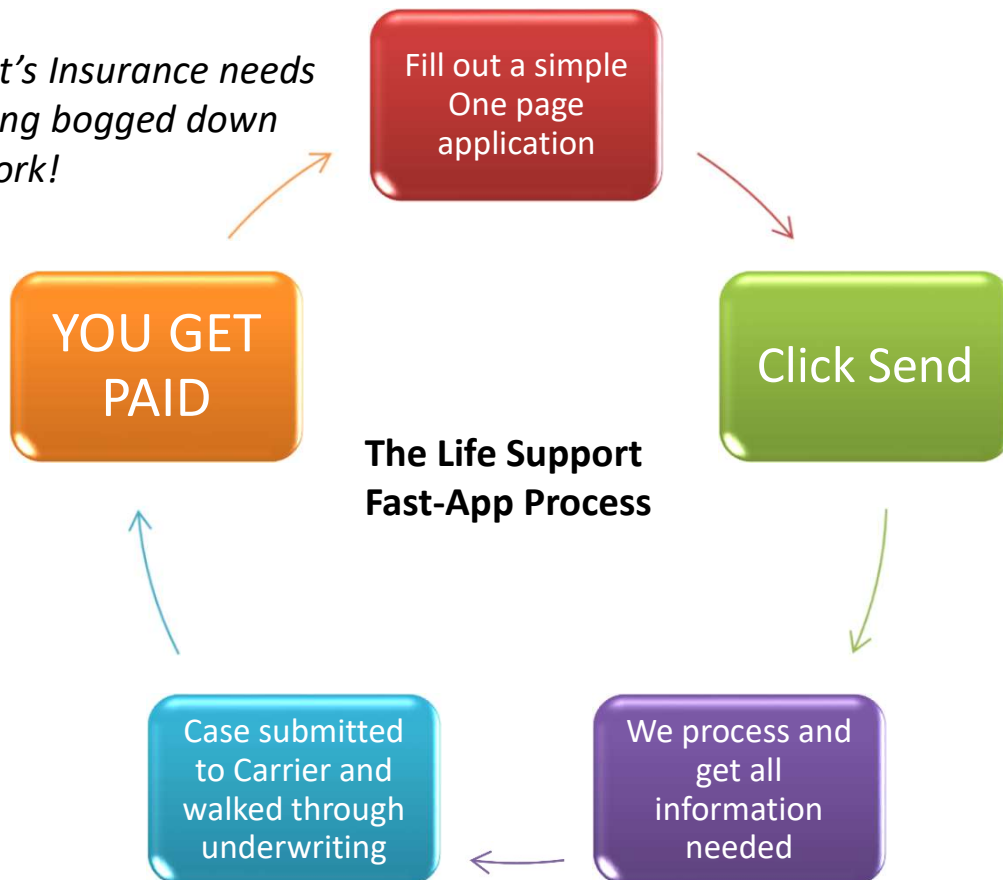 t’s Insurance needs
ng bogged down
ork!
Fill out a simple
One page
application
Click Send
We process and
get all
information
needed
Case submitted
to Carrier and
walked through
underwriting
YOU GET
PAID
The Life Support
Fast-App Process